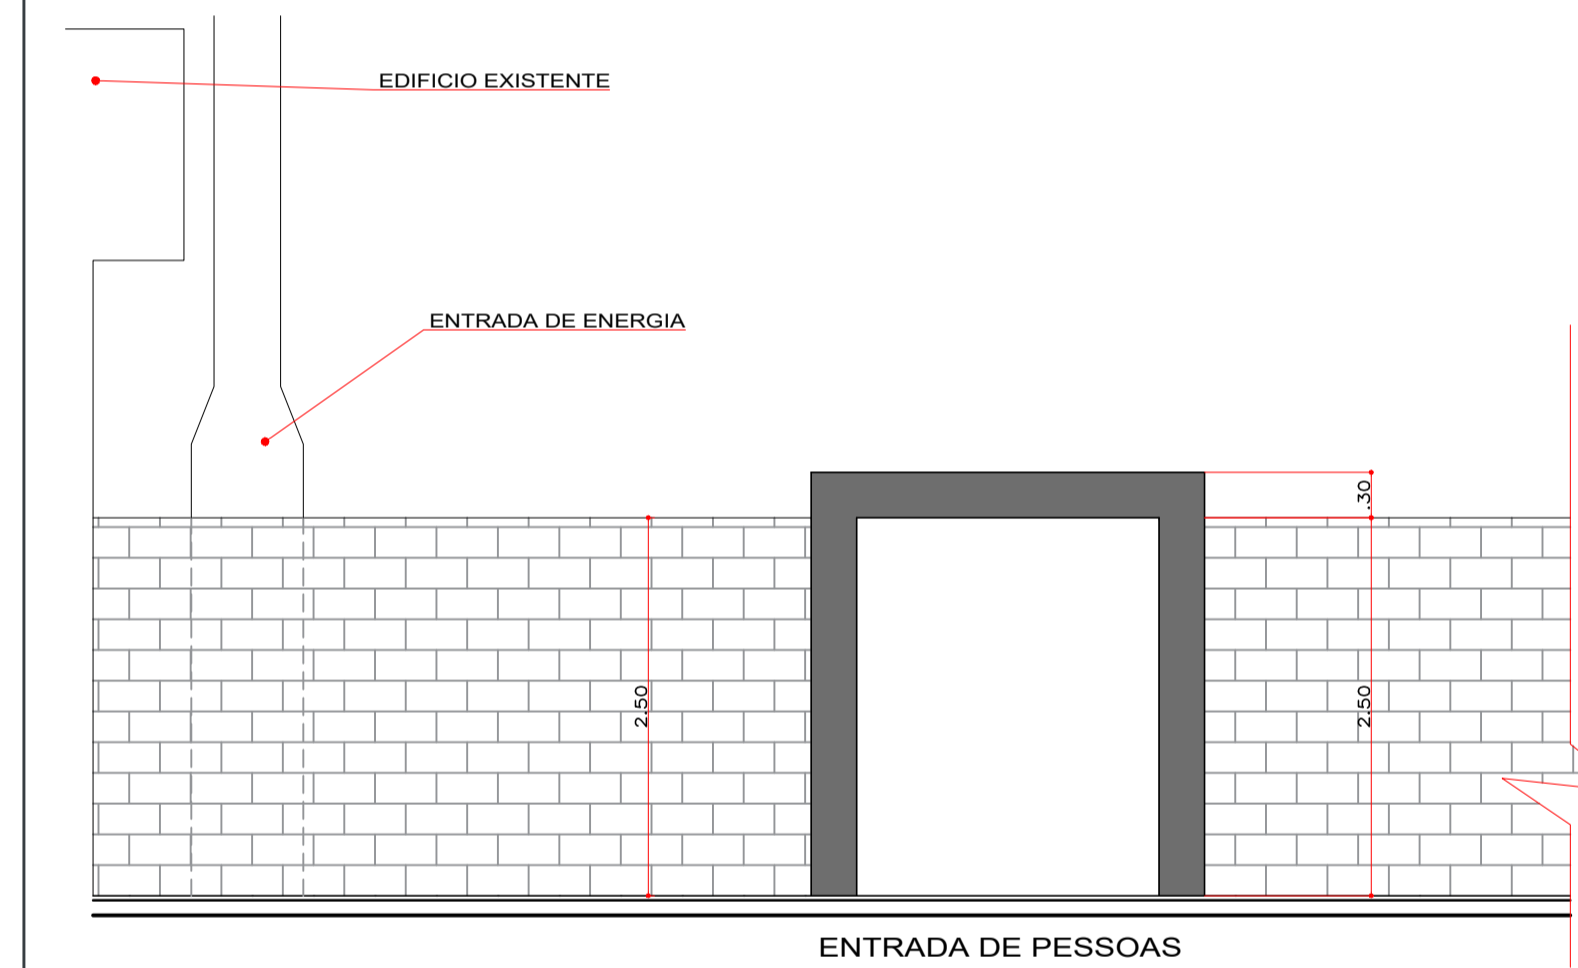 EDIFICIO EXISTENTE
ENTRADA DE ENERGIA
.30
2.50
2.50
ENTRADA DE PESSOAS